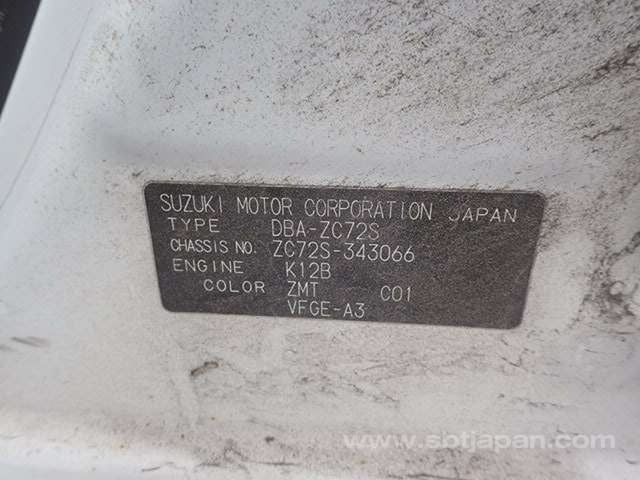 SUZUKI MOTOR CORPORATION JAPAN
TYPE DBA-ZC72S
CHASSIS NO. ZC72S-343066
ENGINE K12B
COLOR ZMT C01
VFGE-A3
www.sbtjapan.com